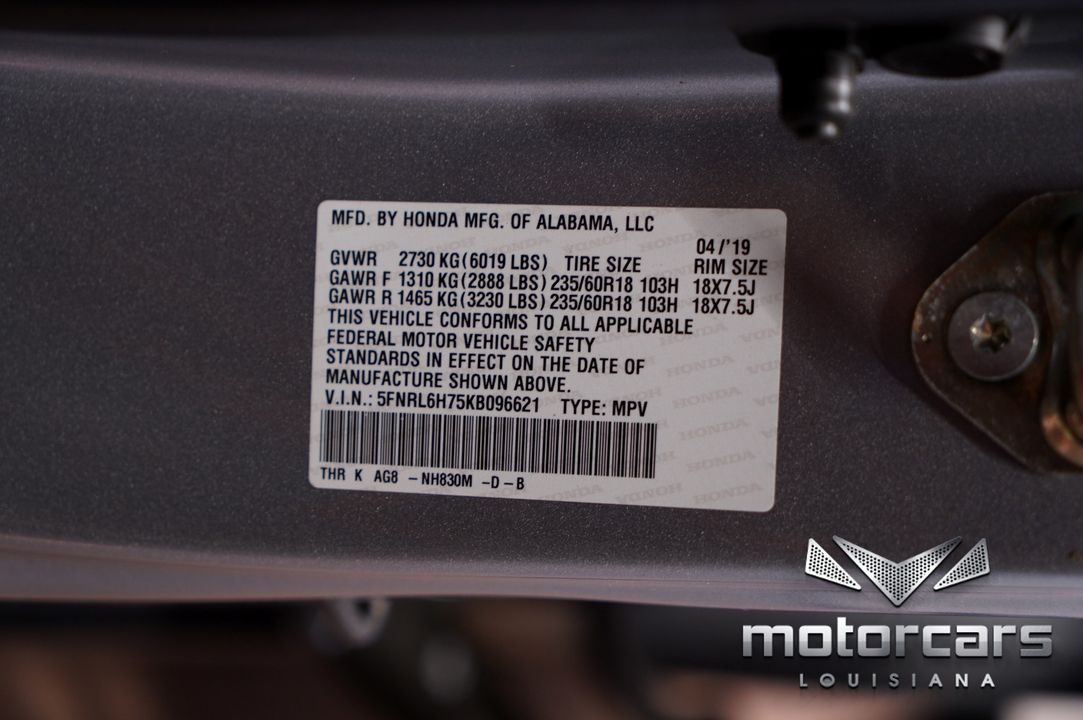 MFD. BY HONDA MFG. OF ALABAMA, LLC
04/'19
GVWR 2730 KG (6019 LBS) TIRE SIZE RIM SIZE
GAWR F 1310 KG (2888 LBS) 235/60R18 103H 18X7.5J
GAWR R 1465 KG (3230 LBS) 235/60R18 103H 18X7.5J
THIS VEHICLE CONFORMS TO ALL APPLICABLE
FEDERAL MOTOR VEHICLE SAFETY
STANDARDS IN EFFECT ON THE DATE OF
MANUFACTURE SHOWN ABOVE.
V.I.N.: 5FNRL6H75KB096621 TYPE: MPV
THR K AG8 - NH830M - D - B
motorcars
LOUISIANA